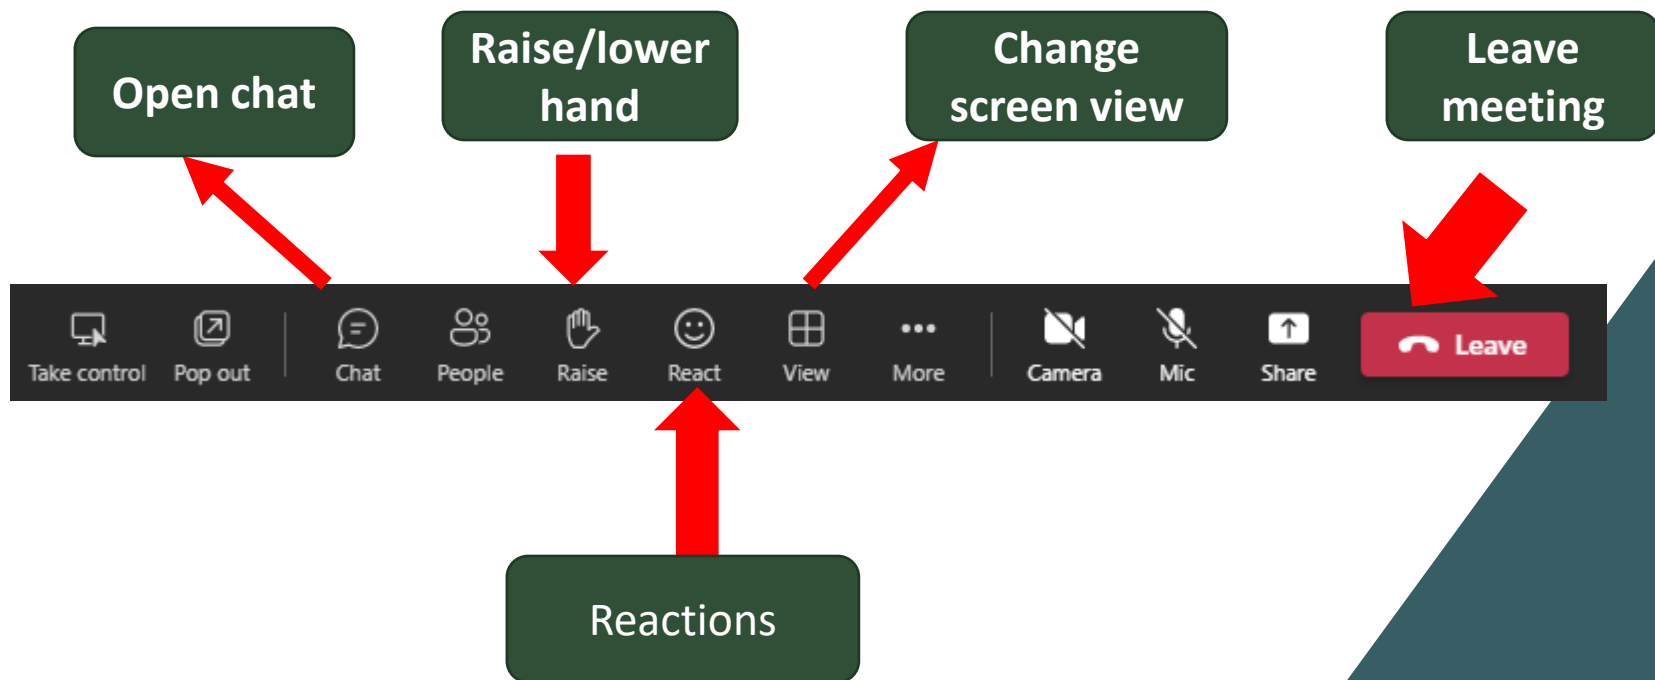 Open chat
Raise/lower
hand
Change
screen view
Leave
meeting
Take control
Pop out
Chat
People
Raise
React
View
More
Camera
Mic
Share
Leave
Reactions